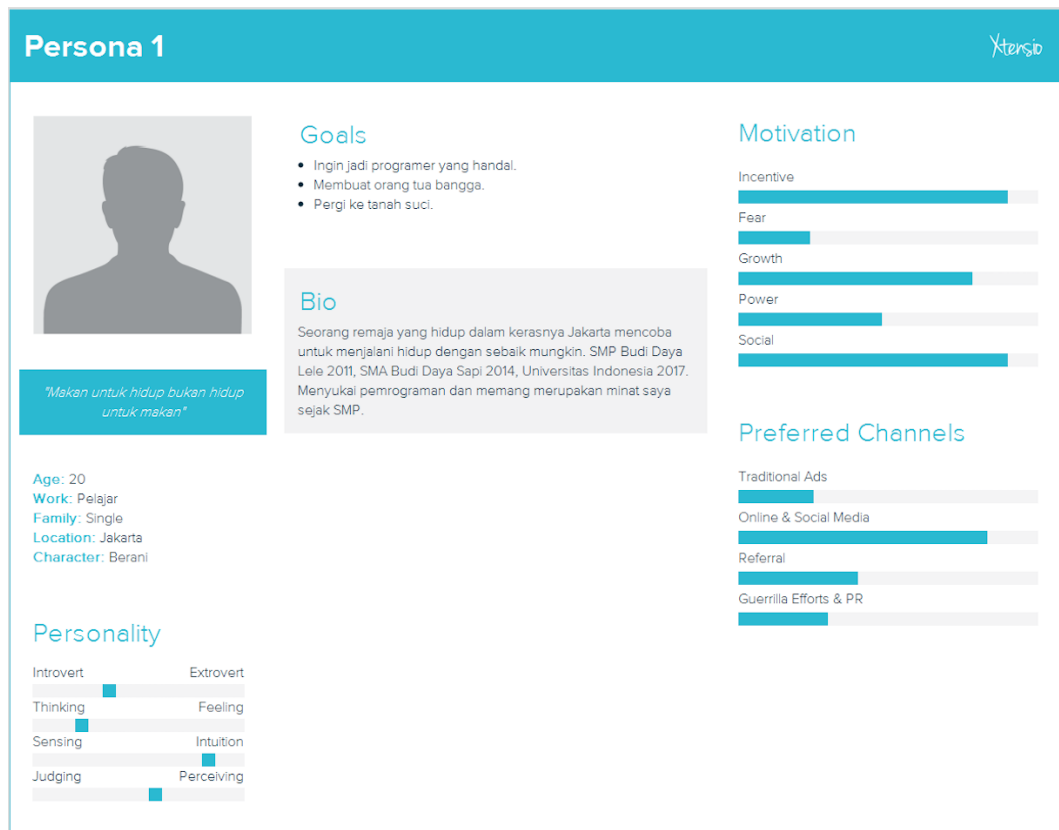 Persona 1
Xtensio
Goals
Ingin jadi programer yang handal.
Membuat orang tua bangga.
Pergi ke tanah suci.
Bio
Seorang remaja yang hidup dalam kerasnya Jakarta mencoba
untuk menjalani hidup dengan sebaik mungkin. SMP Budi Daya
Lele 2011, SMA Budi Daya Sapi 2014, Universitas Indonesia 2017.
Menyukai pemrograman dan memang merupakan minat saya
sejak SMP.
"Makan untuk hidup bukan hidup
untuk makan"
Age: 20
Work: Pelajar
Family: Single
Location: Jakarta
Character: Berani
Personality
Introvert Extrovert
Thinking Feeling
Sensing Intuition
Judging Perceiving
Motivation
Incentive
Fear
Growth
Power
Social
Preferred Channels
Traditional Ads
Online & Social Media
Referral
Guerrilla Efforts & PR